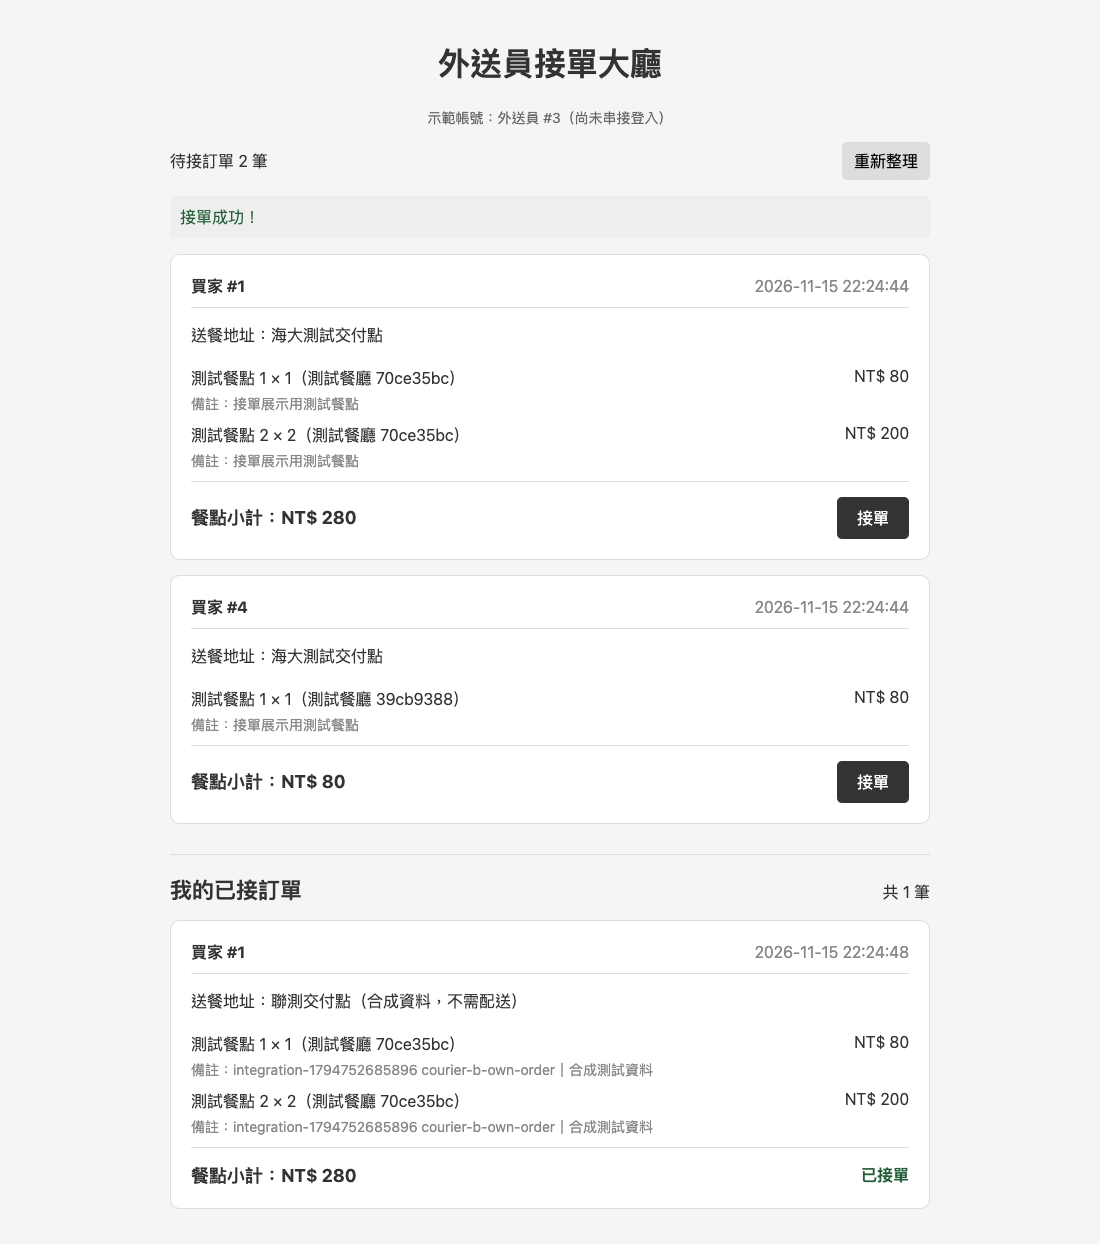 外送員接單大廳
示範帳號：外送員 #3（尚未串接登入）
待接訂單 2 筆
重新整理
接單成功！
買家 #1
2026-11-15 22:24:44
送餐地址：海大測試交付點
測試餐點 1 × 1（測試餐廳 70ce35bc）
NT$ 80
備註：接單展示用測試餐點
測試餐點 2 × 2（測試餐廳 70ce35bc）
NT$ 200
備註：接單展示用測試餐點
餐點小計：NT$ 280
接單
買家 #4
2026-11-15 22:24:44
送餐地址：海大測試交付點
測試餐點 1 × 1（測試餐廳 39cb9388）
NT$ 80
備註：接單展示用測試餐點
餐點小計：NT$ 80
接單
我的已接訂單
共 1 筆
買家 #1
2026-11-15 22:24:48
送餐地址：聯測交付點（合成資料，不需配送）
測試餐點 1 × 1（測試餐廳 70ce35bc）
NT$ 80
備註：integration-1794752685896 courier-b-own-order｜合成測試資料
測試餐點 2 × 2（測試餐廳 70ce35bc）
NT$ 200
備註：integration-1794752685896 courier-b-own-order｜合成測試資料
餐點小計：NT$ 280
已接單